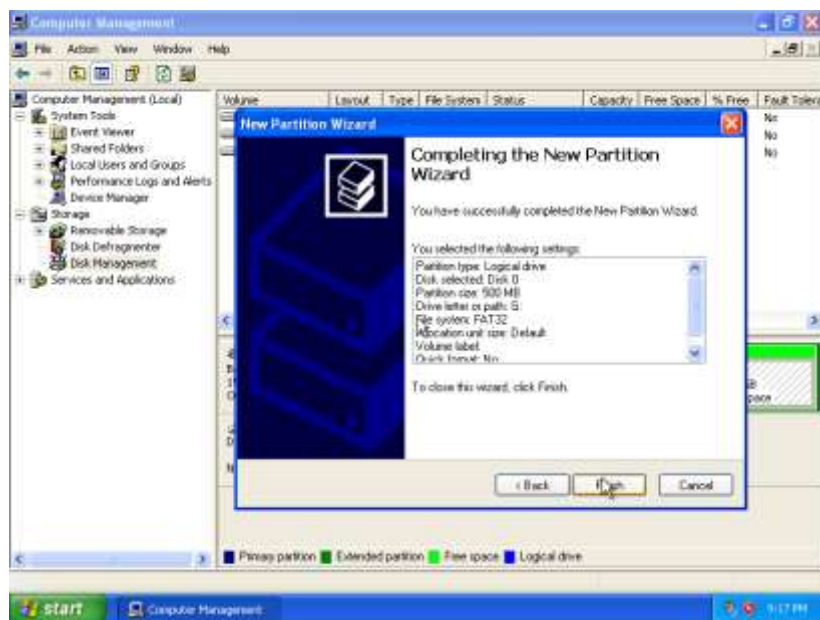 Computer Management
File Action View Window Help
Computer Management (Local)
System Tools
Event Viewer
Shared Folders
Local Users and Groups
Performance Logs and Alerts
Device Manager
Storage
Removable Storage
Disk Defragmenter
Disk Management
Services and Applications
Volume Layout Type File System Status Capacity Free Space % Free Fault Tolera
No
No
No
New Partition Wizard
Completing the New Partition
Wizard
You have successfully completed the New Partition Wizard.
You selected the following settings:
Partition type: Logical drive
Disk selected: Disk 0
Partition size: 500 MB
Drive letter or path:
File system: FAT32
Allocation unit size: Default
Volume label:
Quick format: No
To close this wizard, click Finish.
< Back Finish Cancel
pace
Primary partition Extended partition Free space Logical drive
start Computer Management 9:17 PM